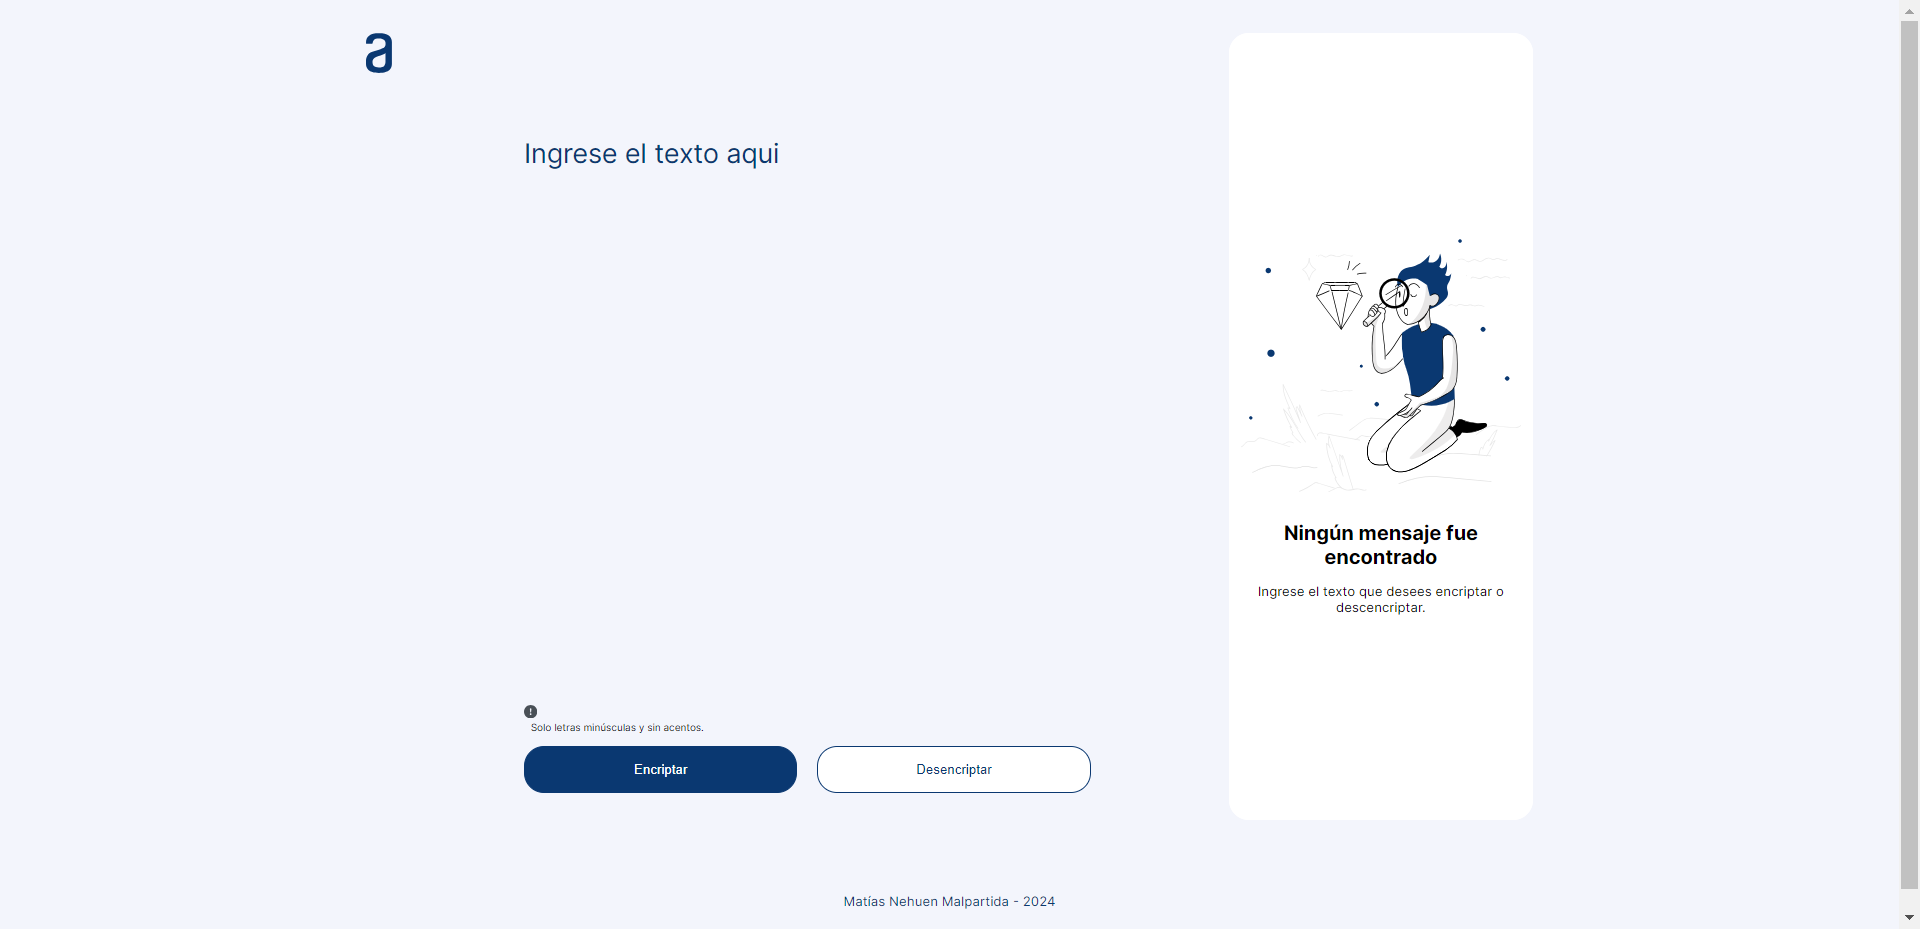 a
Ingrese el texto aqui
Ningún mensaje fue
encontrado
Ingrese el texto que desees encriptar o
descencriptar.
Solo letras minúsculas y sin acentos.
Encriptar
Desencriptar
Matías Nehuen Malpartida - 2024